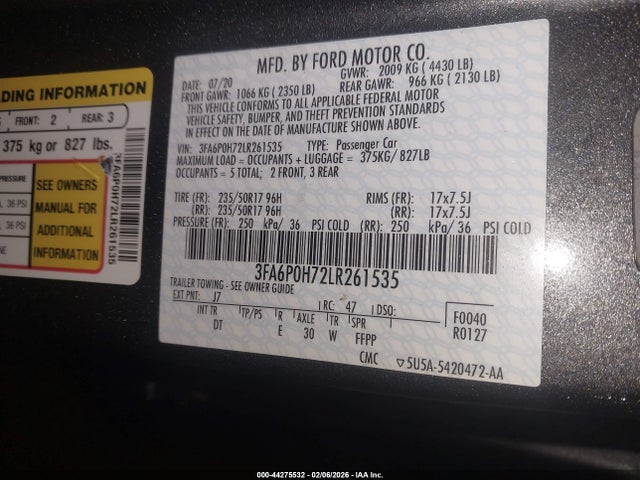 DING INFORMATION
FRONT: 2 REAR: 3
375 kg or 827 lbs.
PRESSURE
36 PSI
36 PSI
NE
SEE OWNERS
MANUAL FOR
ADDITIONAL
INFORMATION
3FA6P0H72LR261535
MFD. BY FORD MOTOR CO.
DATE: 07/20 GVWR: 2009 KG ( 4430 LB)
FRONT GAWR: 1066 KG ( 2350 LB) REAR GAWR: 966 KG ( 2130 LB)
THIS VEHICLE CONFORMS TO ALL APPLICABLE FEDERAL MOTOR
VEHICLE SAFETY, BUMPER, AND THEFT PREVENTION STANDARDS
IN EFFECT ON THE DATE OF MANUFACTURE SHOWN ABOVE.
VIN: 3FA6P0H72LR261535 TYPE: Passenger Car
MAXIMUM LOAD = OCCUPANTS + LUGGAGE = 375KG/ 827LB
OCCUPANTS = 5 TOTAL; 2 FRONT, 3 REAR
TIRE (FR): 235/50R17 96H RIMS (FR): 17x7.5J
(RR): 235/50R17 96H (RR): 17x7.5J
PRESSURE (FR): 250 kPa/ 36 PSI COLD (RR): 250 kPa/ 36 PSI COLD
3FA6P0H72LR261535
TRAILER TOWING - SEE OWNER GUIDE
EXT PNT: J7 RC: 47 DSO: F0040
INT TR TP/PS R AXLE TR SPR R0127
DT E 30 W FFPP
CMC 5U5A-5420472-AA
000-44275532 - 02/06/2026 - IAA Inc.